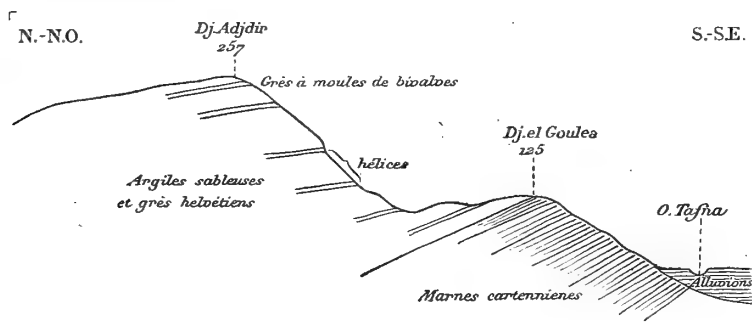 N.-N.O.
Dj. Adjdir
257
S.-S.E.
Grès à moules de bivalves
Dj. el Goulea
125
hélices
Argiles sableuses
et grès helvétiens
O. Tafna
Alluvions
Marnes cartenniennes